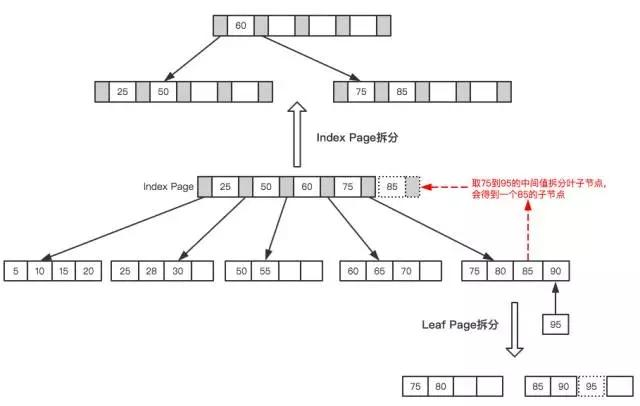 60
25 50
75 85
Index Page拆分
Index Page
25 50 60 75 85
取75到95的中间值拆分叶子节点,
会得到一个85的子节点
5 10 15 20
25 28 30
50 55
60 65 70
75 80 85 90
Leaf Page拆分
95
75 80
85 90 95